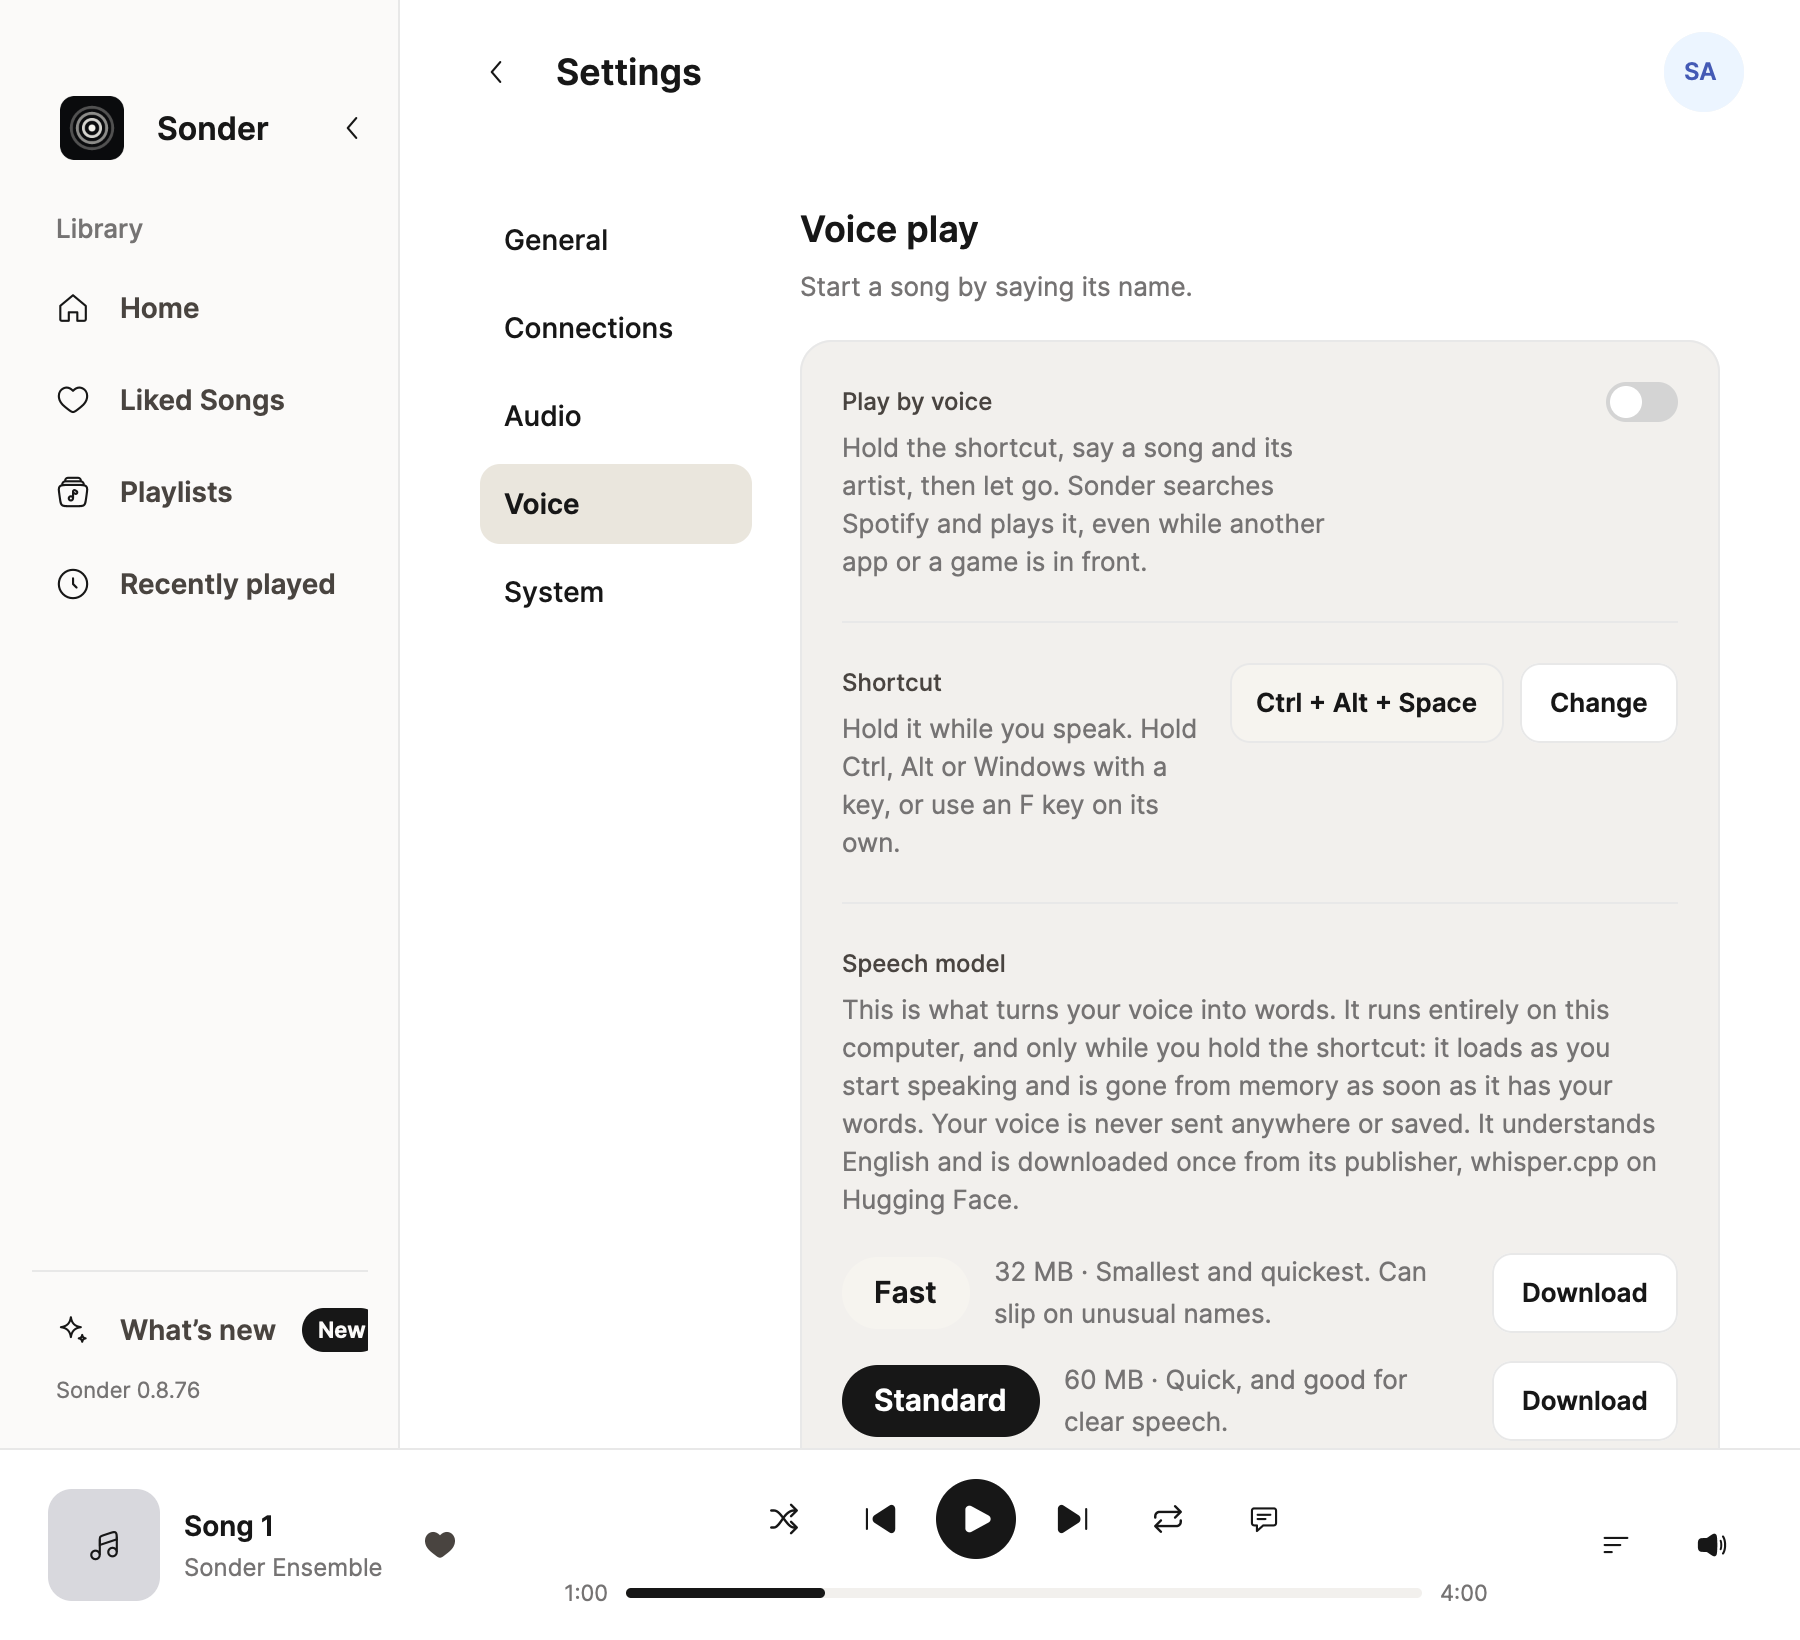 Sonder
Library
Home
Liked Songs
Playlists
Recently played
What’s new
New
Sonder 0.8.76
Settings
SA
General
Connections
Audio
Voice
System
Voice play
Start a song by saying its name.
Play by voice
Hold the shortcut, say a song and its
artist, then let go. Sonder searches
Spotify and plays it, even while another
app or a game is in front.
Shortcut
Hold it while you speak. Hold
Ctrl, Alt or Windows with a
key, or use an F key on its
own.
Ctrl + Alt + Space
Change
Speech model
This is what turns your voice into words. It runs entirely on this
computer, and only while you hold the shortcut: it loads as you
start speaking and is gone from memory as soon as it has your
words. Your voice is never sent anywhere or saved. It understands
English and is downloaded once from its publisher, whisper.cpp on
Hugging Face.
Fast
32 MB · Smallest and quickest. Can
slip on unusual names.
Download
Standard
60 MB · Quick, and good for
clear speech.
Download
Song 1
Sonder Ensemble
1:00
4:00